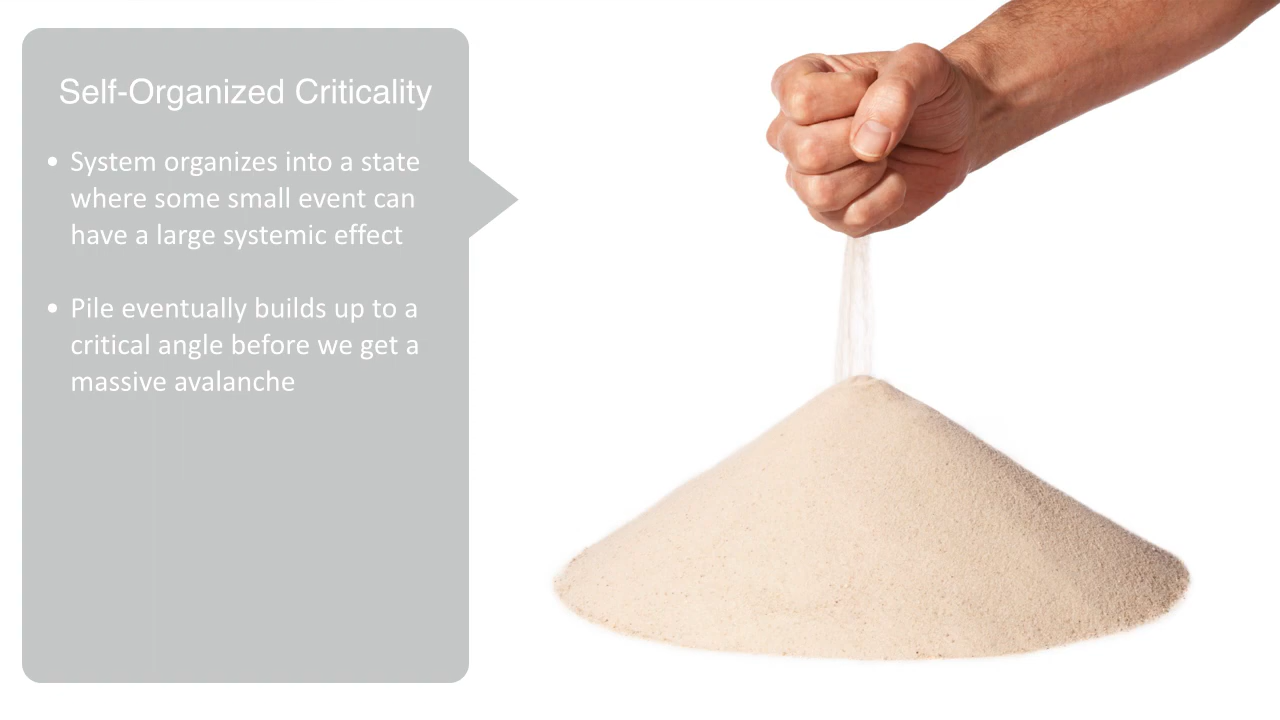 Self-Organized Criticality
• System organizes into a state
where some small event can
have a large systemic effect
• Pile eventually builds up to a
critical angle before we get a
massive avalanche